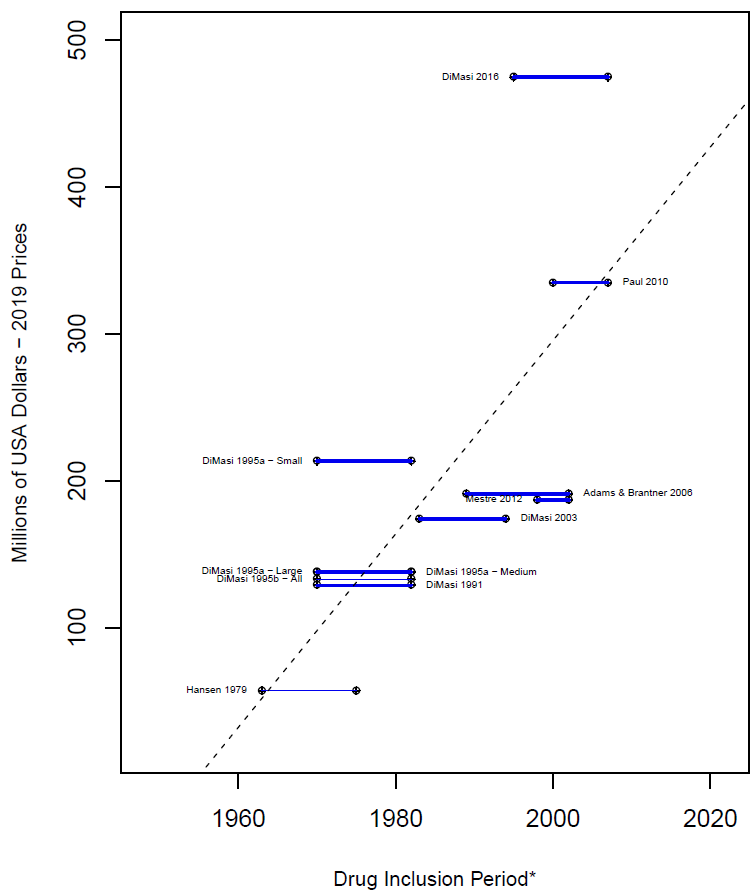 500
DiMasi 2016
400
Paul 2010
300
DiMasi 1995a − Small
200
Adams & Brantner 2006
Mestre 2012
DiMasi 2003
DiMasi 1995a − Large
DiMasi 1995a − Medium
DiMasi 1995b − All
DiMasi 1991
100
Hansen 1979
Millions of USA Dollars − 2019 Prices
1960 1980 2000 2020
Drug Inclusion Period*